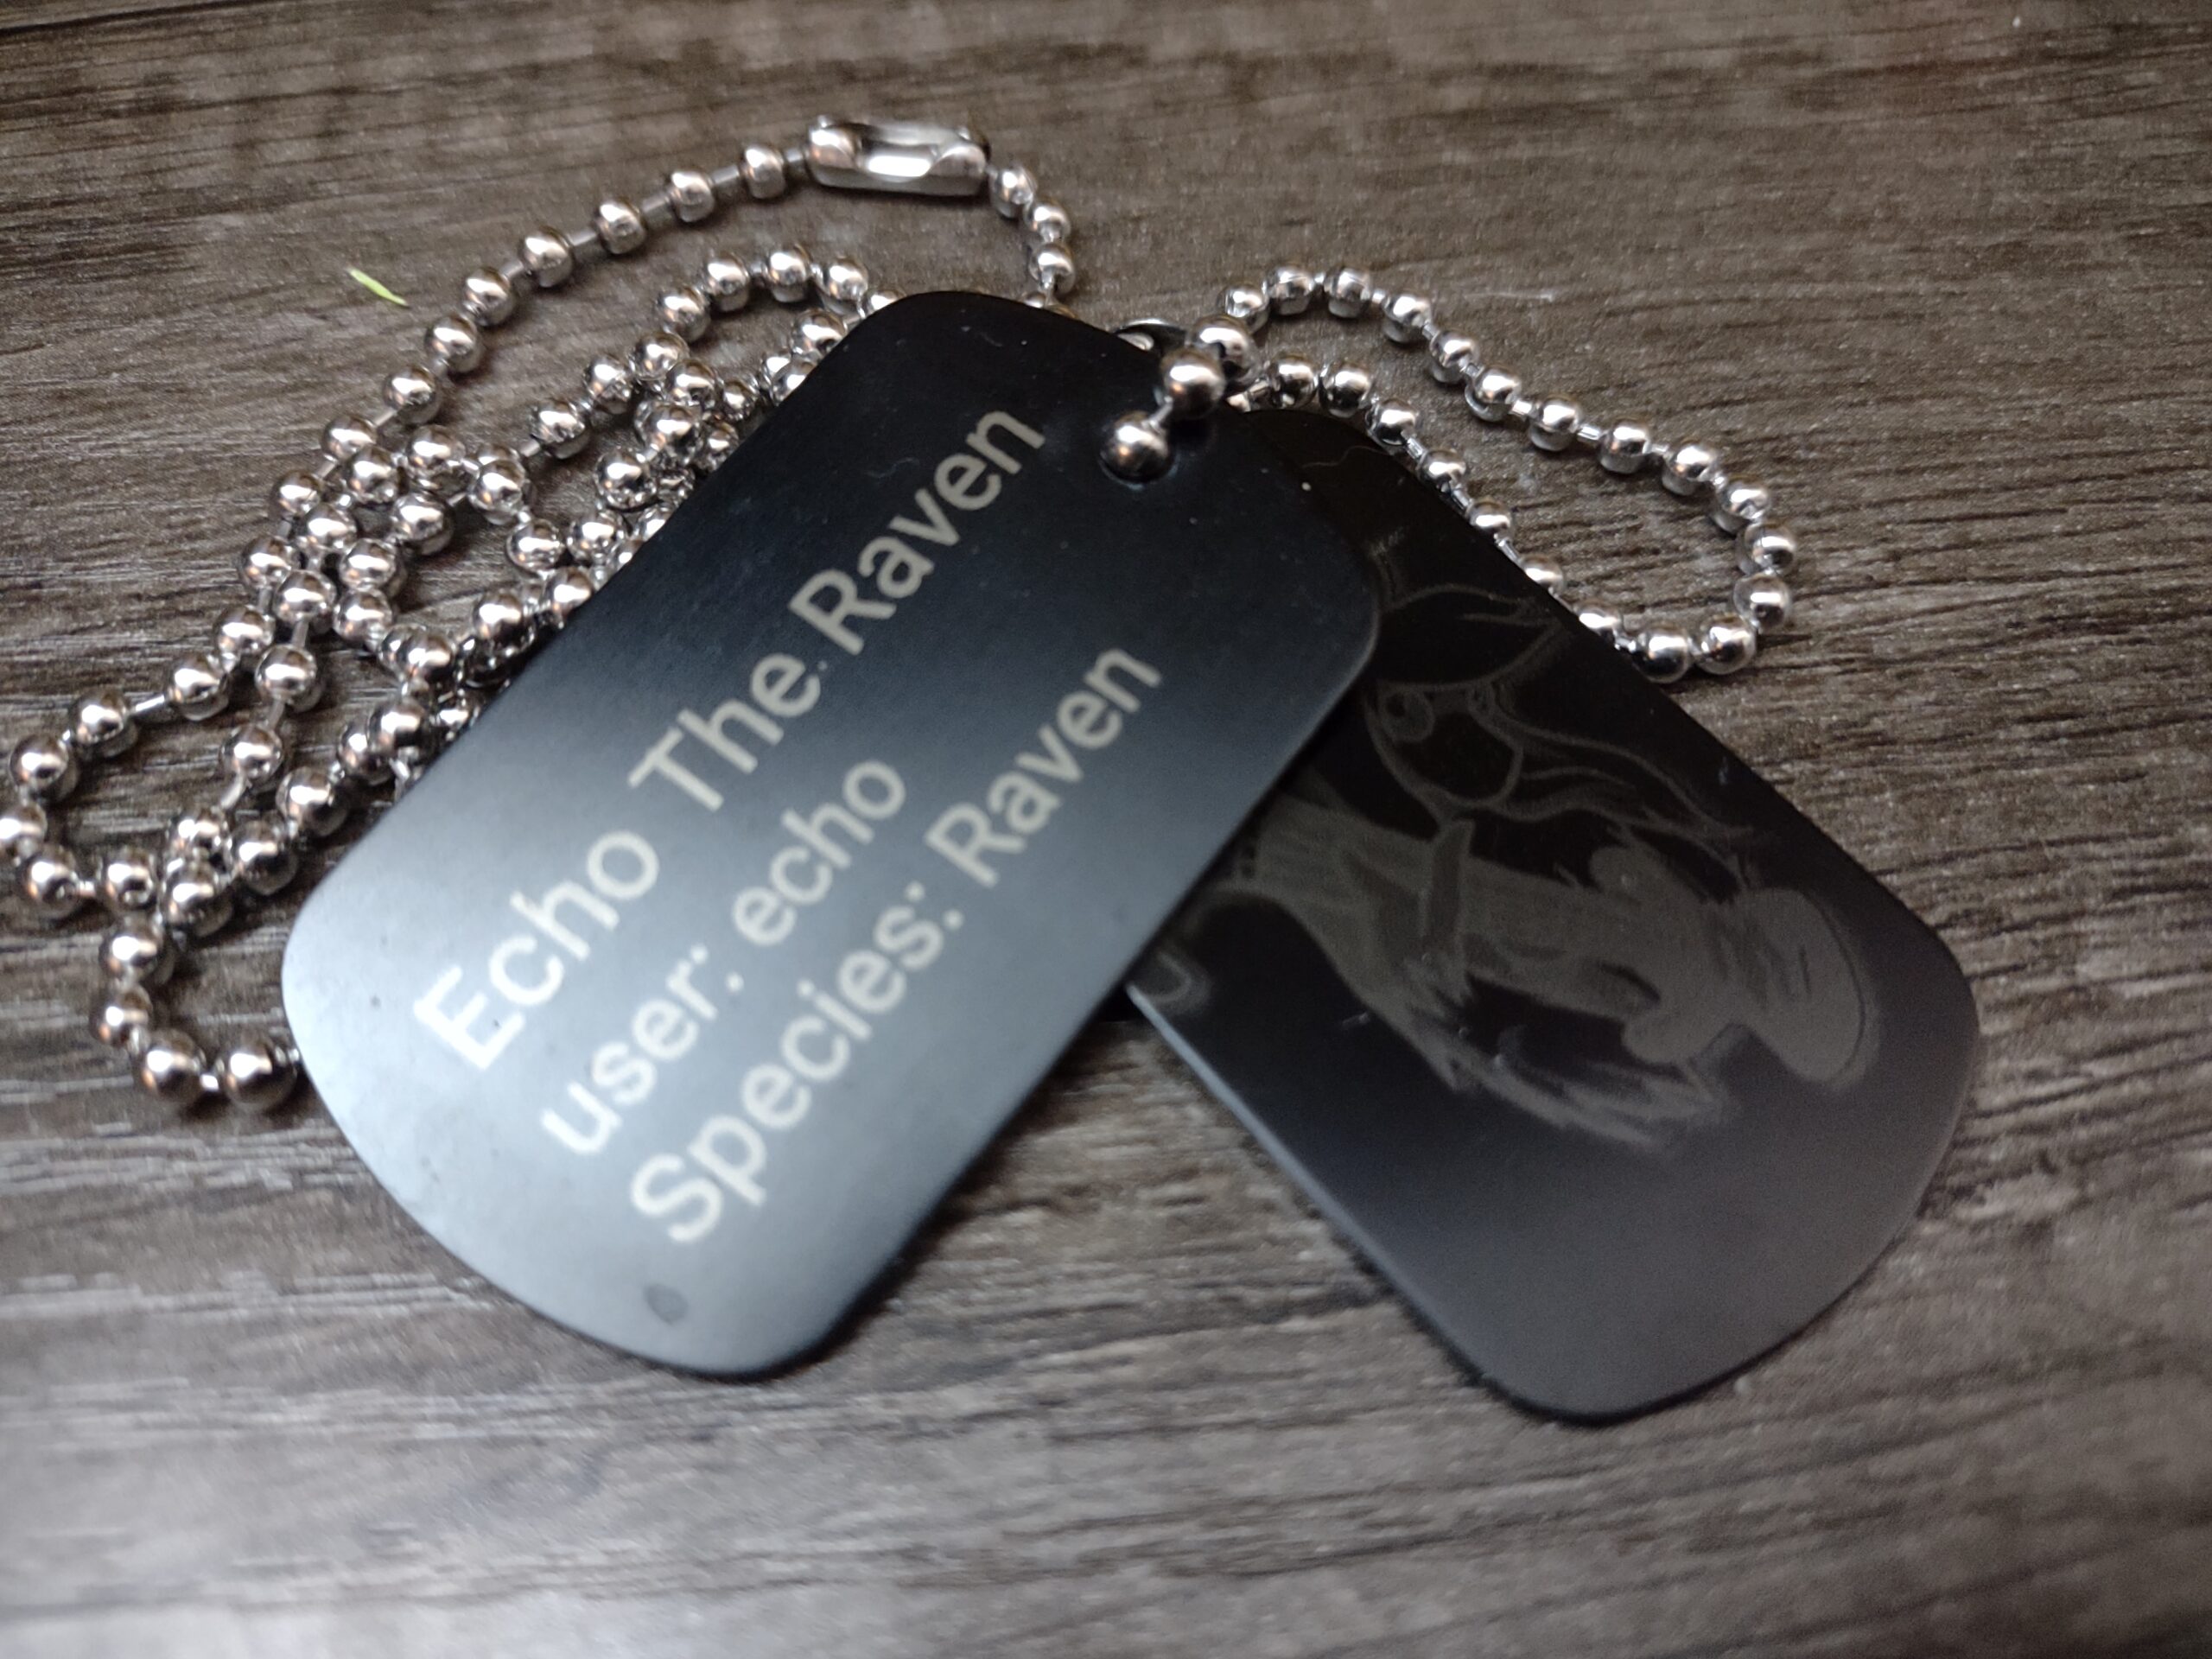 Echo The Raven
user: echo
Species: Raven